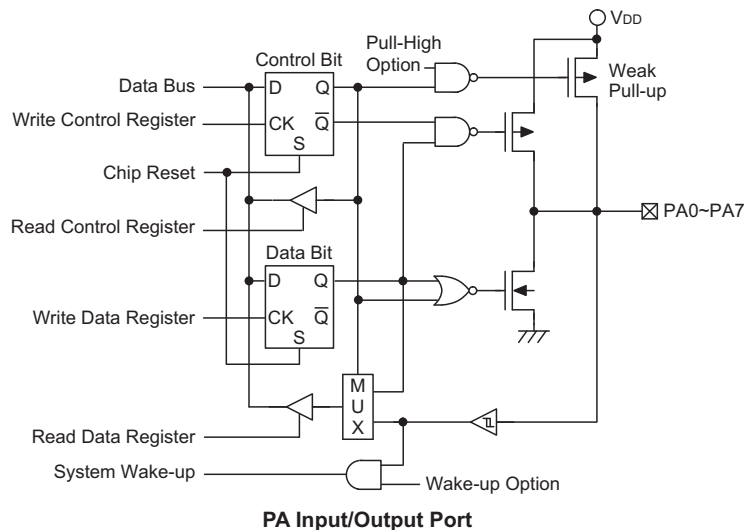 VDD
Control Bit
Pull-High
Option
Weak
Pull-up
Data Bus
D
Q
Write Control Register
CK
Q
S
Chip Reset
Read Control Register
PA0~PA7
Data Bit
D
Q
Write Data Register
CK
Q
S
M
U
X
Read Data Register
System Wake-up
Wake-up Option
PA Input/Output Port